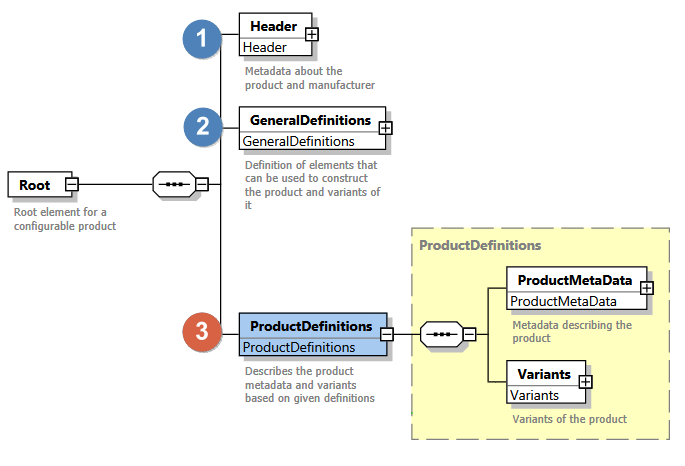 1
Header
Header
Metadata about the
product and manufacturer
2
GeneralDefinitions
GeneralDefinitions
Definition of elements that
can be used to construct
the product and variants of
it
Root
Root element for a
configurable product
3
ProductDefinitions
ProductDefinitions
Describes the product
metadata and variants
based on given definitions
ProductDefinitions
ProductMetaData
ProductMetaData
Metadata describing the
product
Variants
Variants
Variants of the product